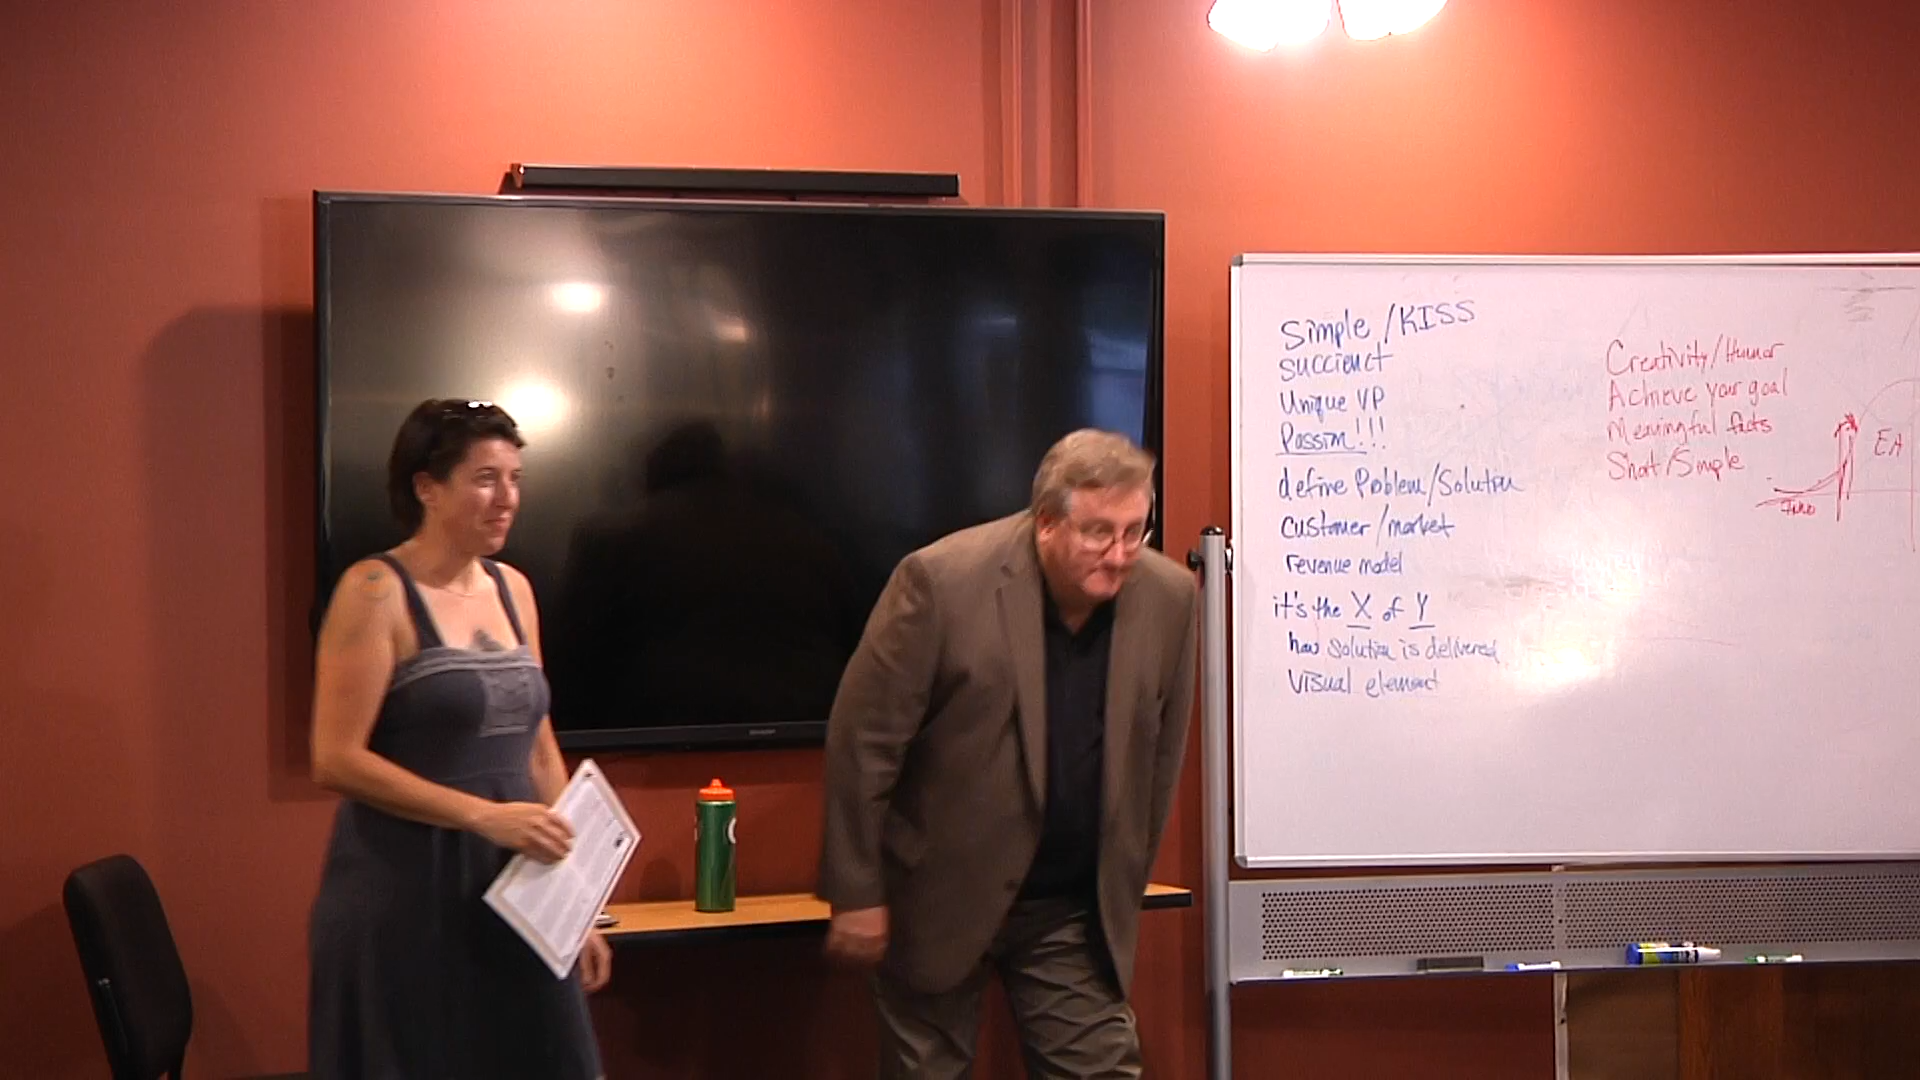 Simple/KISS
succienct
Unique VP
Passion!!!
define Problem/Solution
customer/market
revenue model
it's the X of Y
how solution is delivered
Visual element
Creativity/Humor
Achieve your goal
Meaningful facts
Short/Simple
EA